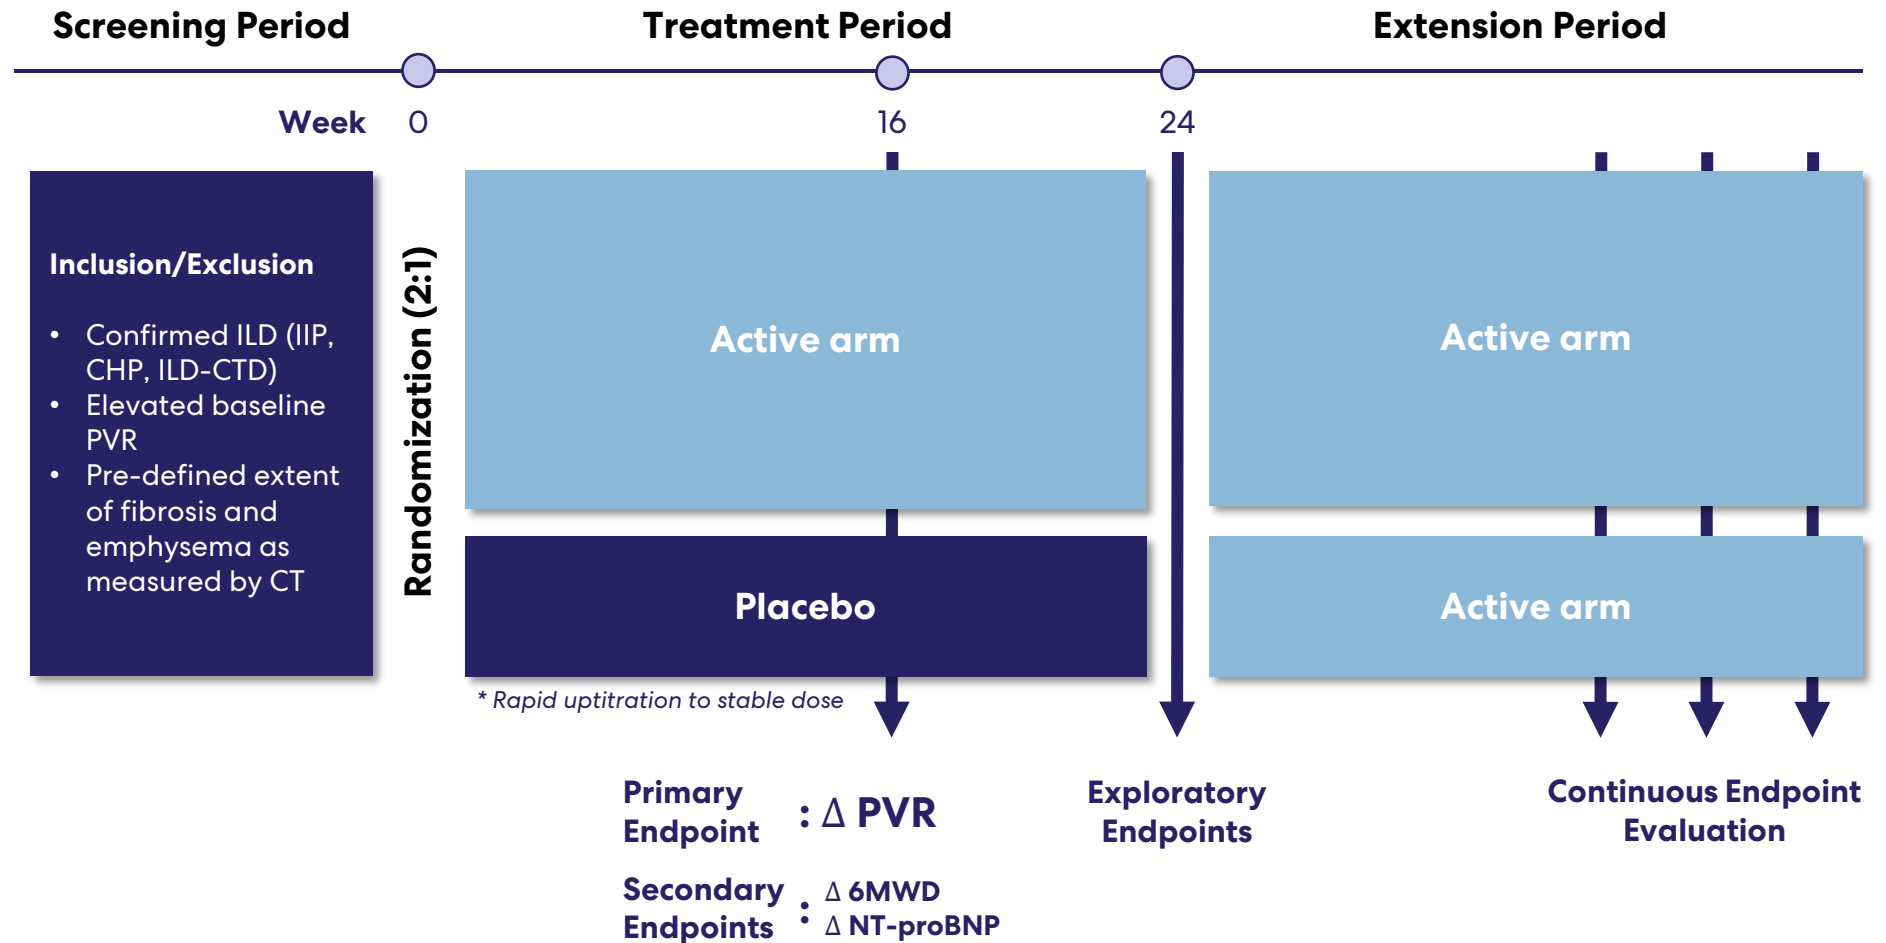 Screening Period
Treatment Period
Extension Period
Week 0 16 24
Inclusion/Exclusion
• Confirmed ILD (IIP,
CHP, ILD-CTD)
• Elevated baseline
PVR
• Pre-defined extent
of fibrosis and
emphysema as
measured by CT
Randomization (2:1)
Active arm
Placebo
* Rapid uptitration to stable dose
Active arm
Active arm
Primary
Endpoint : Δ PVR
Secondary
Endpoints : Δ 6MWD
Δ NT-proBNP
Exploratory
Endpoints
Continuous Endpoint
Evaluation